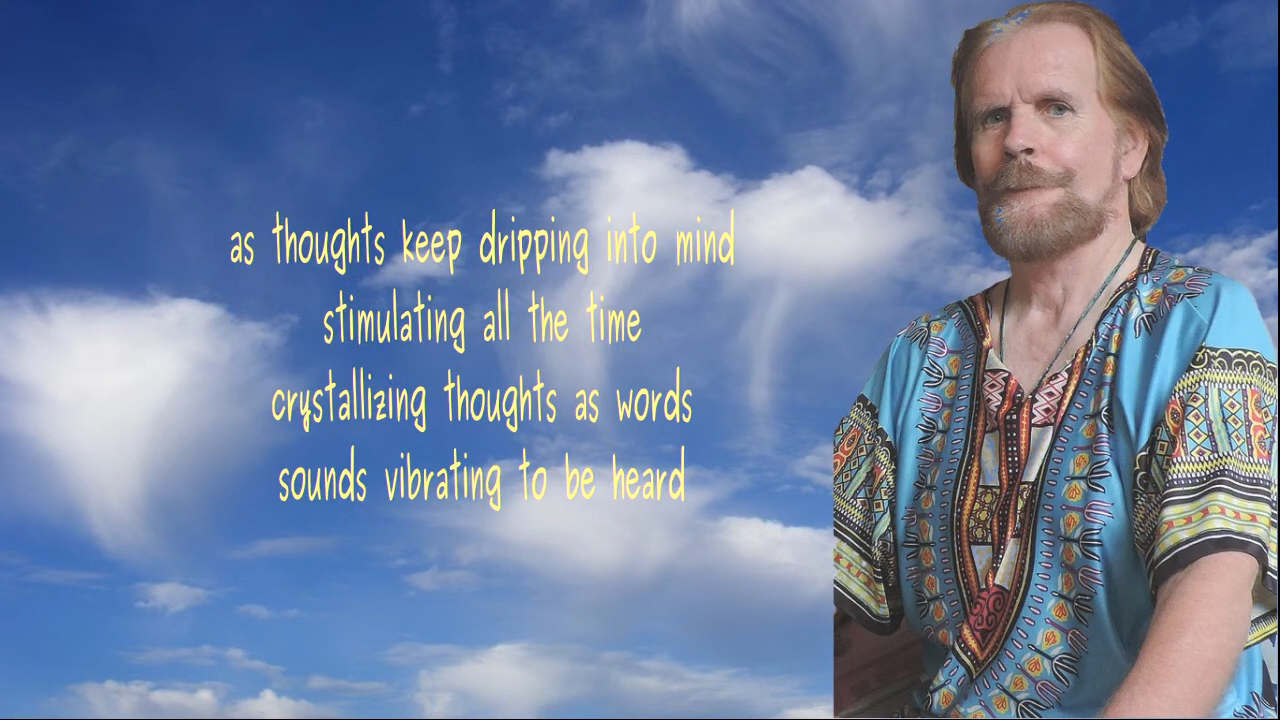 as thoughts keep dripping into mind
stimulating all the time
crystallizing thoughts as words
sounds vibrating to be heard